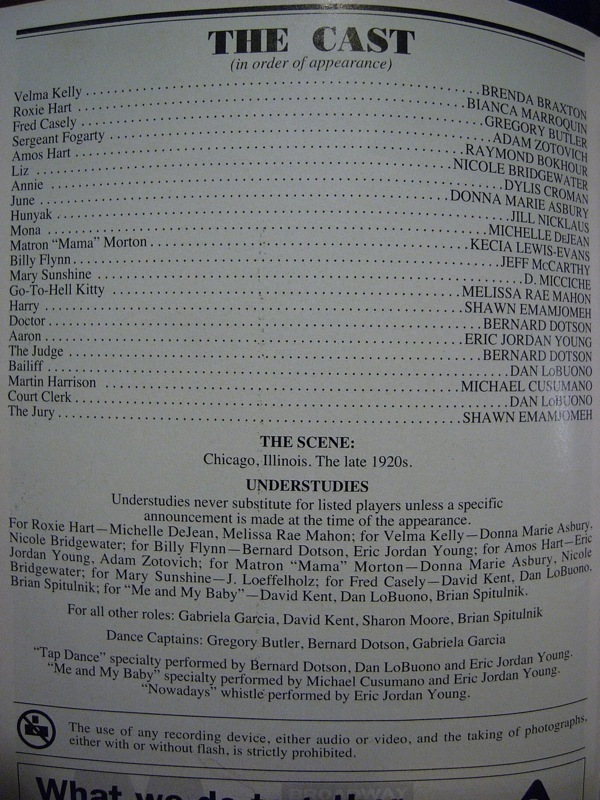 THE CAST
(in order of appearance)
Velma Kelly ........ BRENDA BRAXTON
Roxie Hart ........ BIANCA MARROQUIN
Fred Casely ........ GREGORY BUTLER
Sergeant Fogarty ........ ADAM ZOTOVICH
Amos Hart ........ RAYMOND BOKHOUR
Liz ........ NICOLE BRIDGEWATER
Annie ........ DYLIS CROMAN
June ........ DONNA MARIE ASBURY
Hunyak ........ JILL NICKLAUS
Mona ........ MICHELLE DeJEAN
Matron “Mama” Morton ........ KECIA LEWIS-EVANS
Billy Flynn ........ JEFF McCARTHY
Mary Sunshine ........ D. MICCICHE
Go-To-Hell Kitty ........ MELISSA RAE MAHON
Harry ........ SHAWN EMAMJOMEH
Doctor ........ BERNARD DOTSON
Aaron ........ ERIC JORDAN YOUNG
The Judge ........ BERNARD DOTSON
Bailiff ........ DAN LoBUONO
Martin Harrison ........ MICHAEL CUSUMANO
Court Clerk ........ DAN LoBUONO
The Jury ........ SHAWN EMAMJOMEH
THE SCENE:
Chicago, Illinois. The late 1920s.
UNDERSTUDIES
Understudies never substitute for listed players unless a specific
announcement is made at the time of the appearance.
For Roxie Hart—Michelle DeJean, Melissa Rae Mahon; for Velma Kelly—Donna Marie Asbury,
Nicole Bridgewater; for Billy Flynn—Bernard Dotson, Eric Jordan Young; for Amos Hart—Eric
Jordan Young, Adam Zotovich; for Matron “Mama” Morton—Donna Marie Asbury, Nicole
Bridgewater; for Mary Sunshine—J. Loeffelholz; for Fred Casely—David Kent, Dan LoBuono,
Brian Spitulnik; for “Me and My Baby”—David Kent, Dan LoBuono, Brian Spitulnik.
For all other roles: Gabriela Garcia, David Kent, Sharon Moore, Brian Spitulnik
Dance Captains: Gregory Butler, Bernard Dotson, Gabriela Garcia
“Tap Dance” specialty performed by Bernard Dotson, Dan LoBuono and Eric Jordan Young.
“Me and My Baby” specialty performed by Michael Cusumano and Eric Jordan Young.
“Nowadays” whistle performed by Eric Jordan Young.
The use of any recording device, either audio or video, and the taking of photographs,
either with or without flash, is strictly prohibited.
What we do
BROADWAY